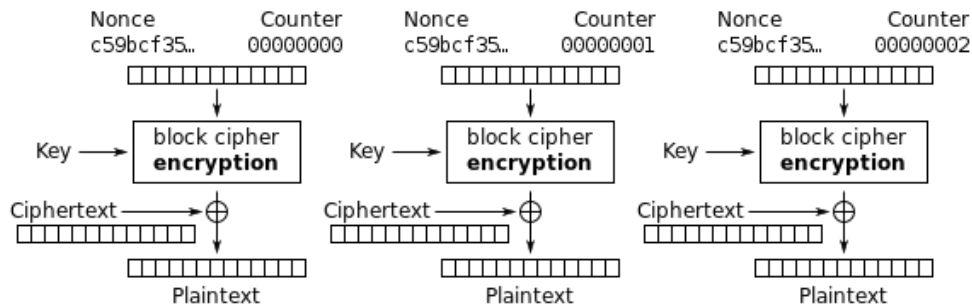 Nonce Counter Nonce Counter Nonce Counter
c59bcf35… 00000000 c59bcf35… 00000001 c59bcf35… 00000002
block cipher block cipher block cipher
Key encryption Key encryption Key encryption
Ciphertext Ciphertext Ciphertext
Plaintext Plaintext Plaintext